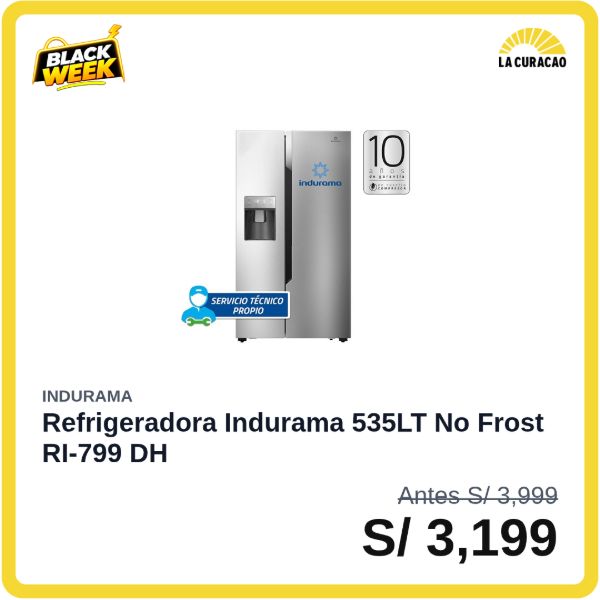 BLACK
WEEK
LA CURACAO
indurama
10
años
de garantía
COMPRESOR
SERVICIO TÉCNICO
PROPIO
INDURAMA
Refrigeradora Indurama 535LT No Frost
RI-799 DH
Antes S/ 3,999
S/ 3,199